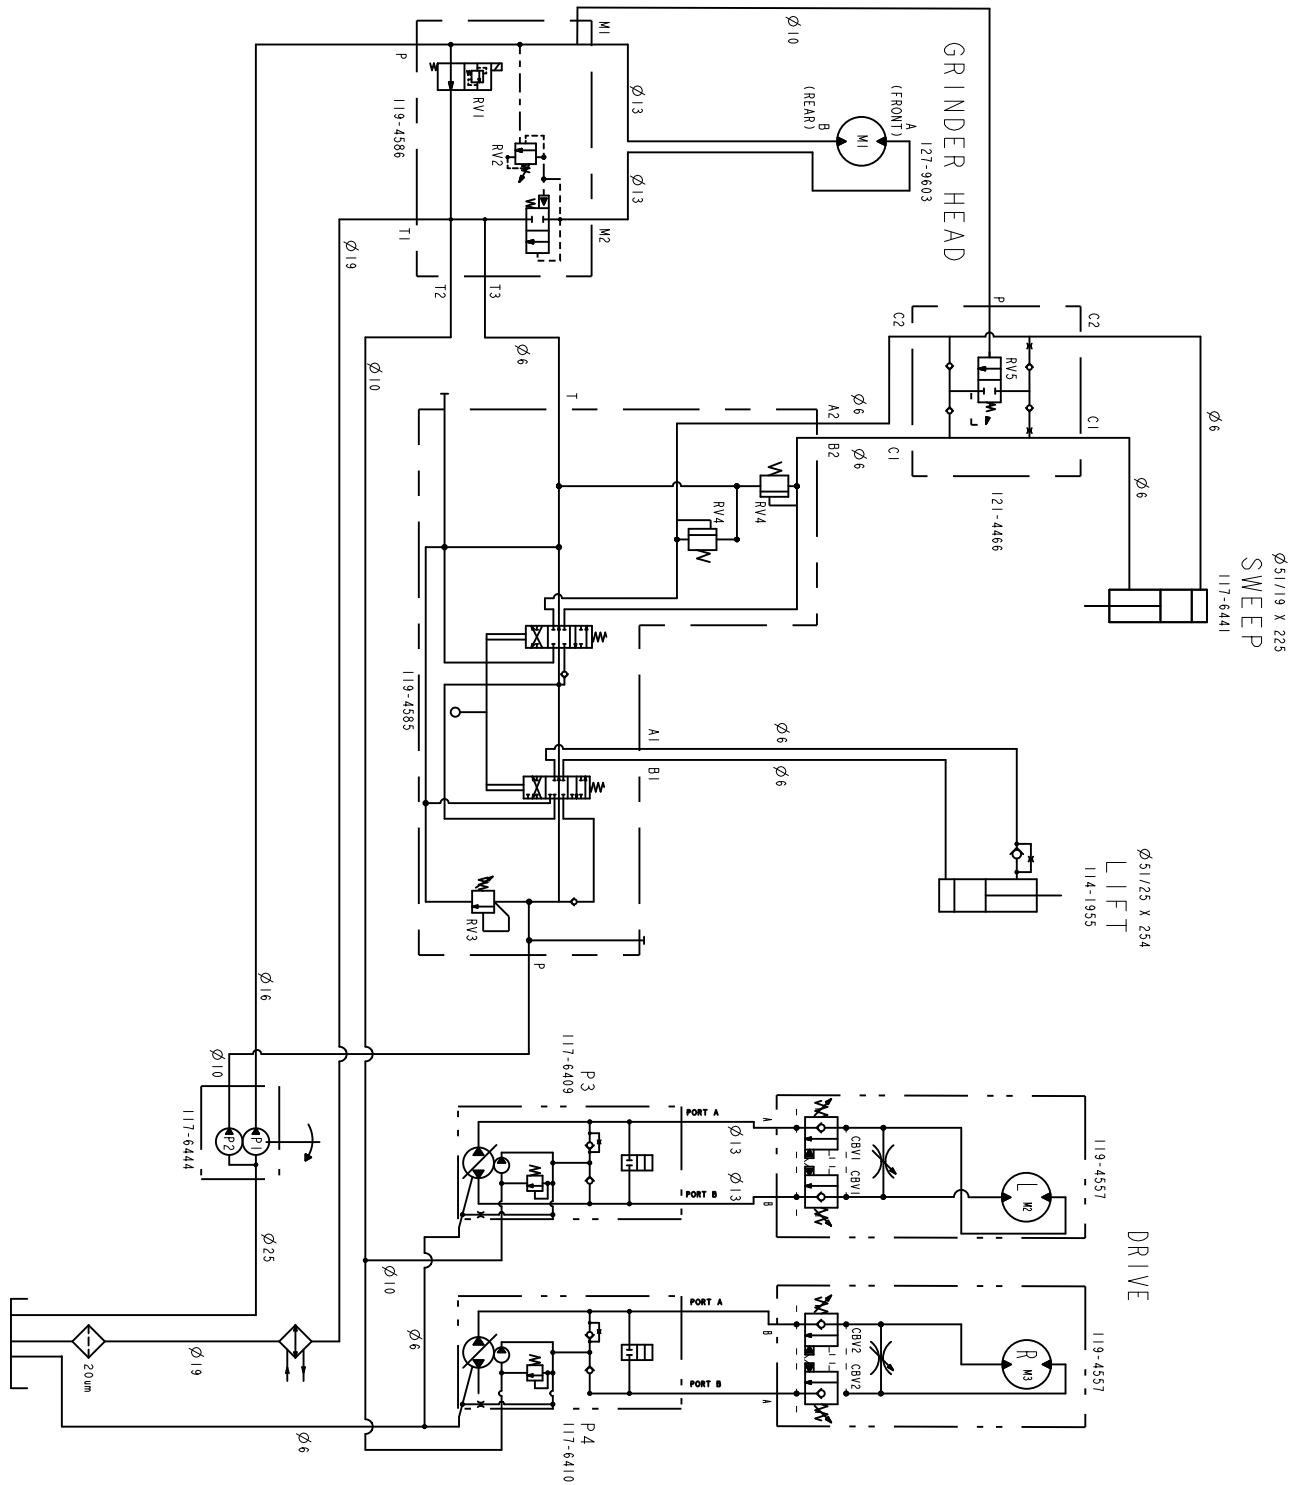 GRINDER HEAD
Ø10
M1
P
RV1
119-4586
RV2
Ø13
(FRONT)
A
(REAR)
B
M1
127-9603
Ø13
M2
T1
T2
T3
Ø19
Ø10
Ø6
T
P
C2
C2
RV5
C1
C1
121-4466
A2
Ø6
B2
Ø6
Ø6
Ø6
RV4
RV4
Ø51/19 X 225
SWEEP
117-6441
119-4585
A1
B1
Ø6
Ø6
RV3
P
Ø51/25 X 254
LIFT
114-1955
Ø16
Ø10
P2
P1
117-6444
Ø25
20um
Ø19
Ø6
Ø10
Ø6
P3
117-6409
PORT A
PORT B
A
B
Ø13
Ø13
CBV1
CBV1
L
M2
119-4557
DRIVE
P4
117-6410
PORT A
PORT B
B
A
CBV2
CBV2
R
M3
119-4557